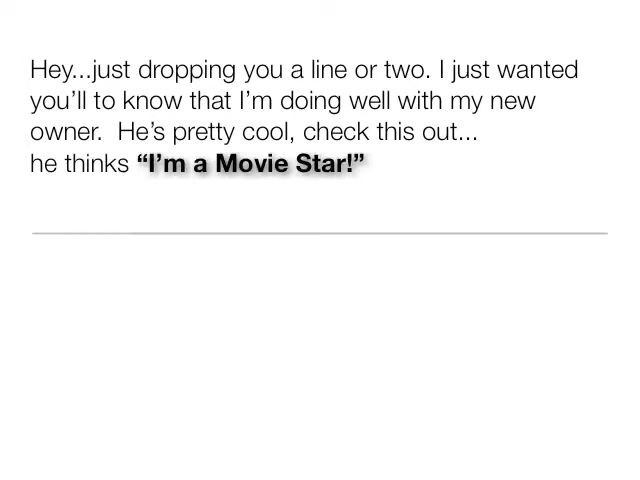 Hey...just dropping you a line or two. I just wanted
you’ll to know that I’m doing well with my new
owner.  He’s pretty cool, check this out...
he thinks “I’m a Movie Star!”